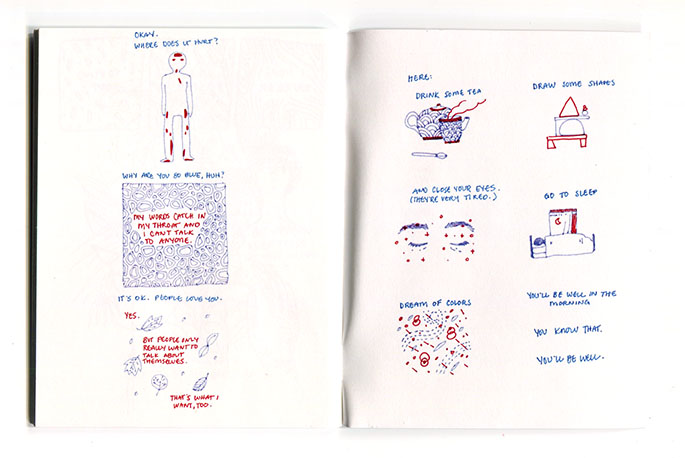 OKAY.
WHERE DOES IT HURT?
WHY ARE YOU SO BLUE, HUH?
MY WORDS CATCH IN
MY THROAT AND
I CAN'T TALK
TO ANYONE.
IT'S OK. PEOPLE LOVE YOU.
YES.
BUT PEOPLE ONLY
REALLY WANT TO
TALK ABOUT
THEMSELVES.
THAT'S WHAT I
WANT, TOO.
HERE:
DRINK SOME TEA
DRAW SOME SHAPES
AND CLOSE YOUR EYES.
(THEY'RE VERY TIRED.)
GO TO SLEEP
DREAM OF COLORS
YOU'LL BE WELL IN THE
MORNING
YOU KNOW THAT.
YOU'LL BE WELL.